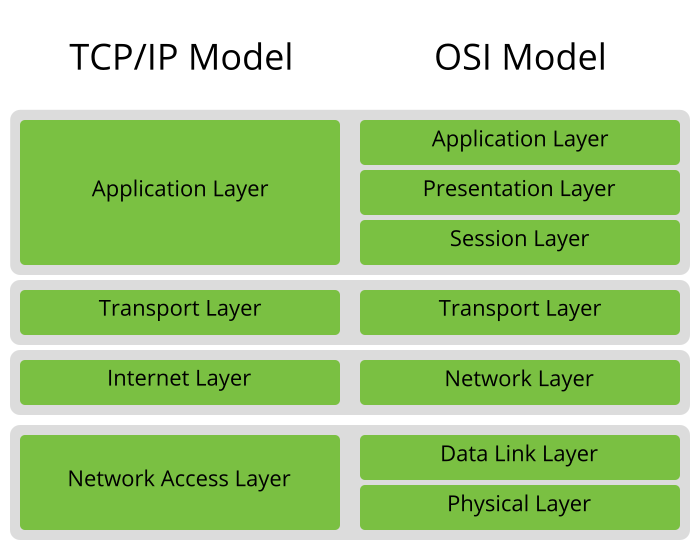 TCP/IP Model
OSI Model
Application Layer
Application Layer
Presentation Layer
Session Layer
Transport Layer
Transport Layer
Internet Layer
Network Layer
Network Access Layer
Data Link Layer
Physical Layer